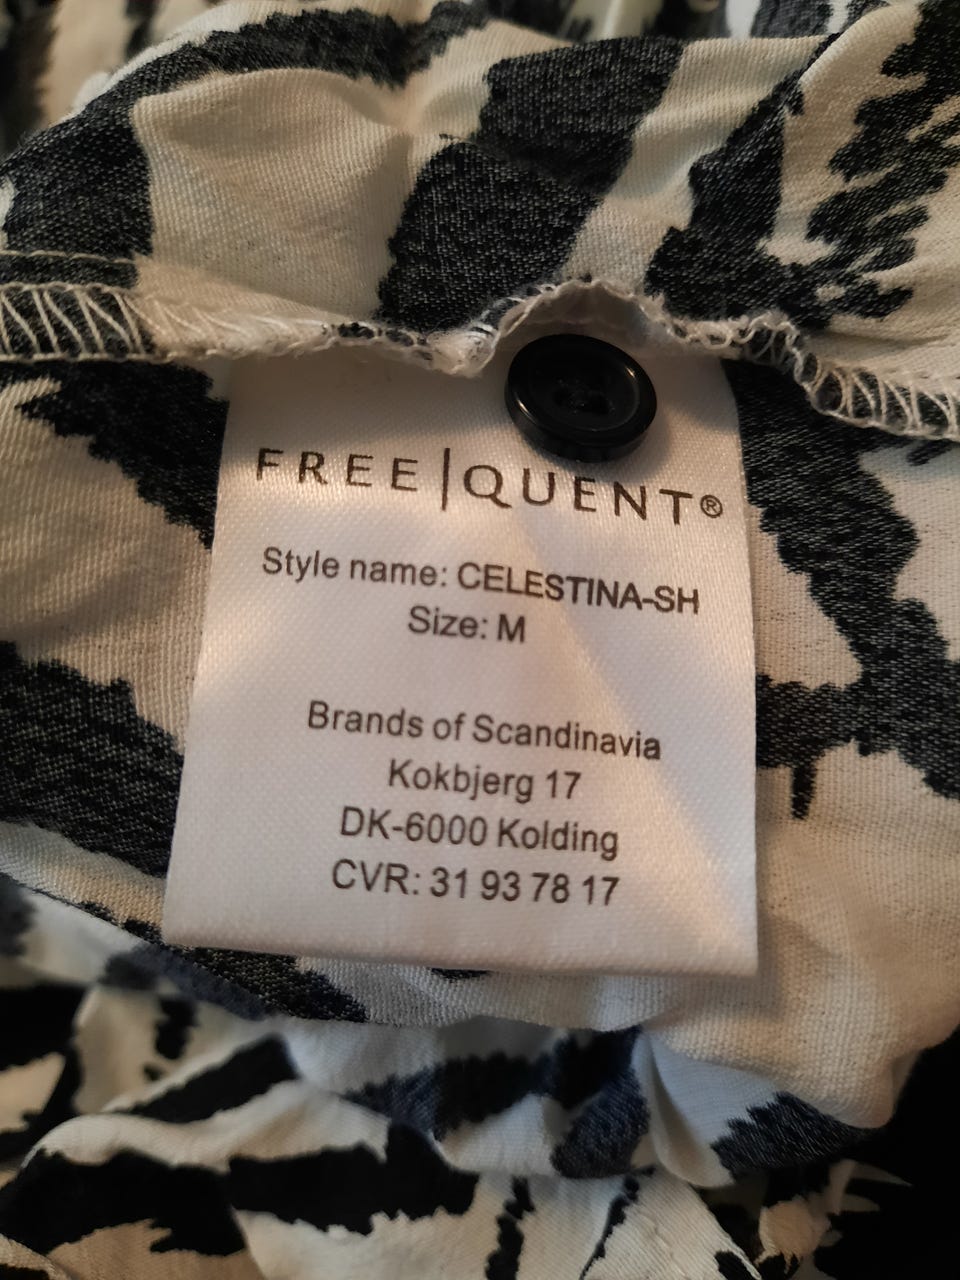 FREE|QUENT®
Style name: CELESTINA-SH
Size: M
Brands of Scandinavia
Kokbjerg 17
DK-6000 Kolding
CVR: 31 93 78 17